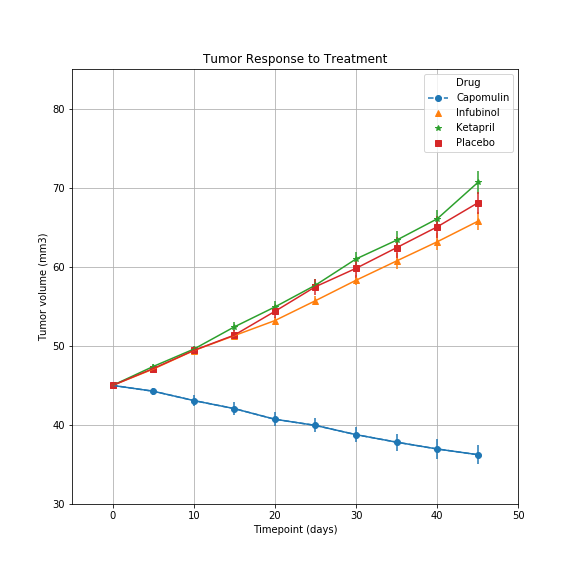 Tumor Response to Treatment
Drug
Capomulin
Infubinol
Ketapril
Placebo
80
70
60
50
40
30
Tumor volume (mm3)
0
10
20
30
40
50
Timepoint (days)